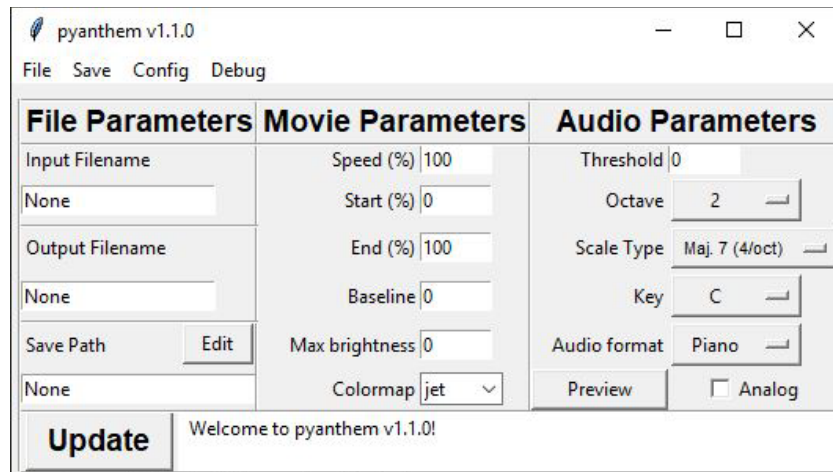 pyanthem v1.1.0
File Save Config Debug
File Parameters Movie Parameters Audio Parameters
Input Filename Speed (%) 100 Threshold 0
None Start (%) 0 Octave 2
Output Filename End (%) 100 Scale Type Maj. 7 (4/oct)
None Baseline 0 Key C
Save Path Edit Max brightness 0 Audio format Piano
None Colormap jet Preview Analog
Update Welcome to pyanthem v1.1.0!